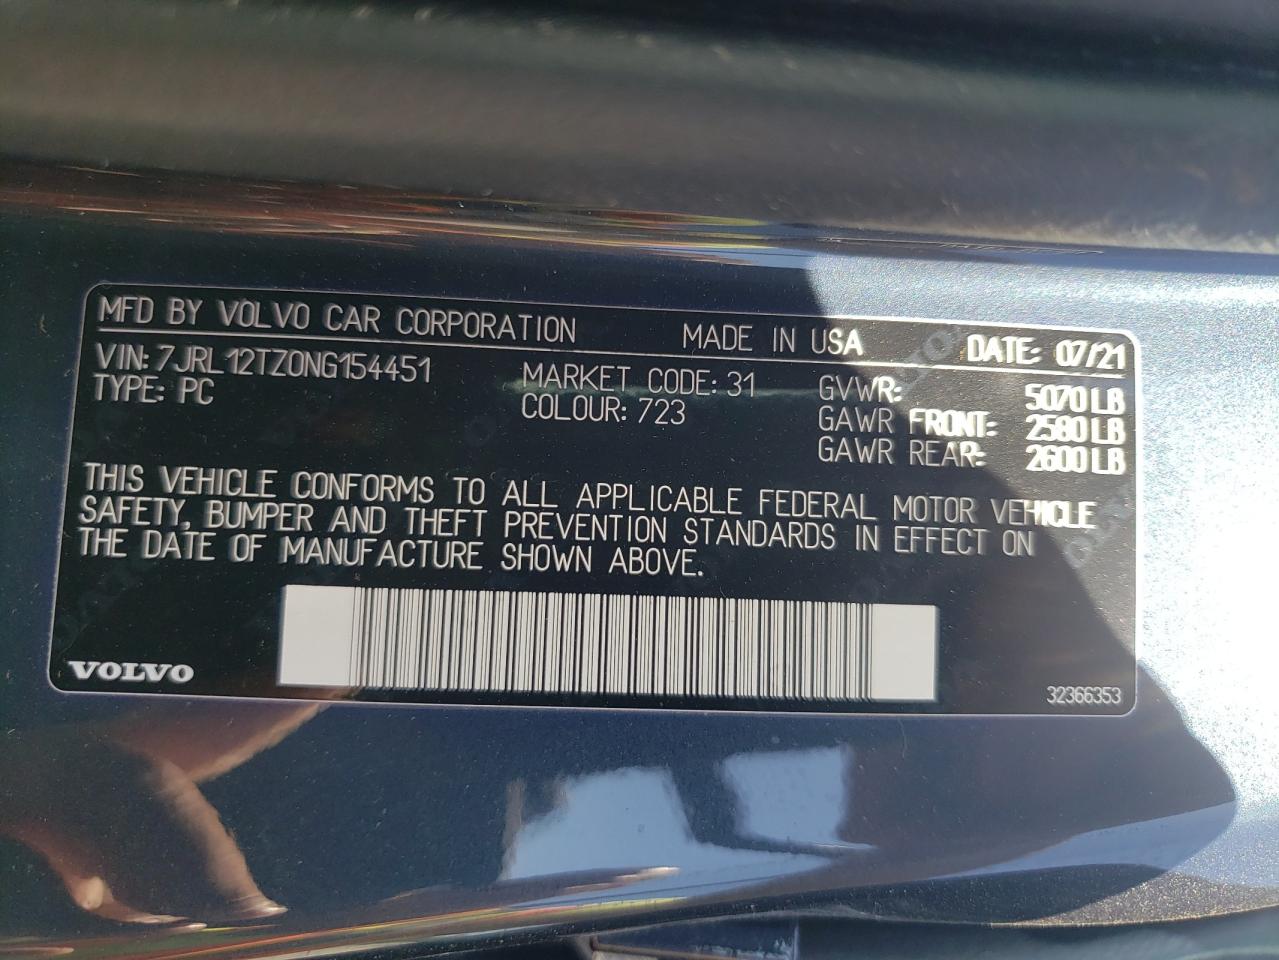 MFD BY VOLVO CAR CORPORATION MADE IN USA DATE: 07/21
VIN: 7JRL12TZ0NG154451 MARKET CODE: 31 GVWR: 5070 LB
TYPE: PC COLOUR: 723 GAWR FRONT: 2580 LB
GAWR REAR: 2600 LB
THIS VEHICLE CONFORMS TO ALL APPLICABLE FEDERAL MOTOR VEHICLE
SAFETY, BUMPER AND THEFT PREVENTION STANDARDS IN EFFECT ON
THE DATE OF MANUFACTURE SHOWN ABOVE.
VOLVO
32366353